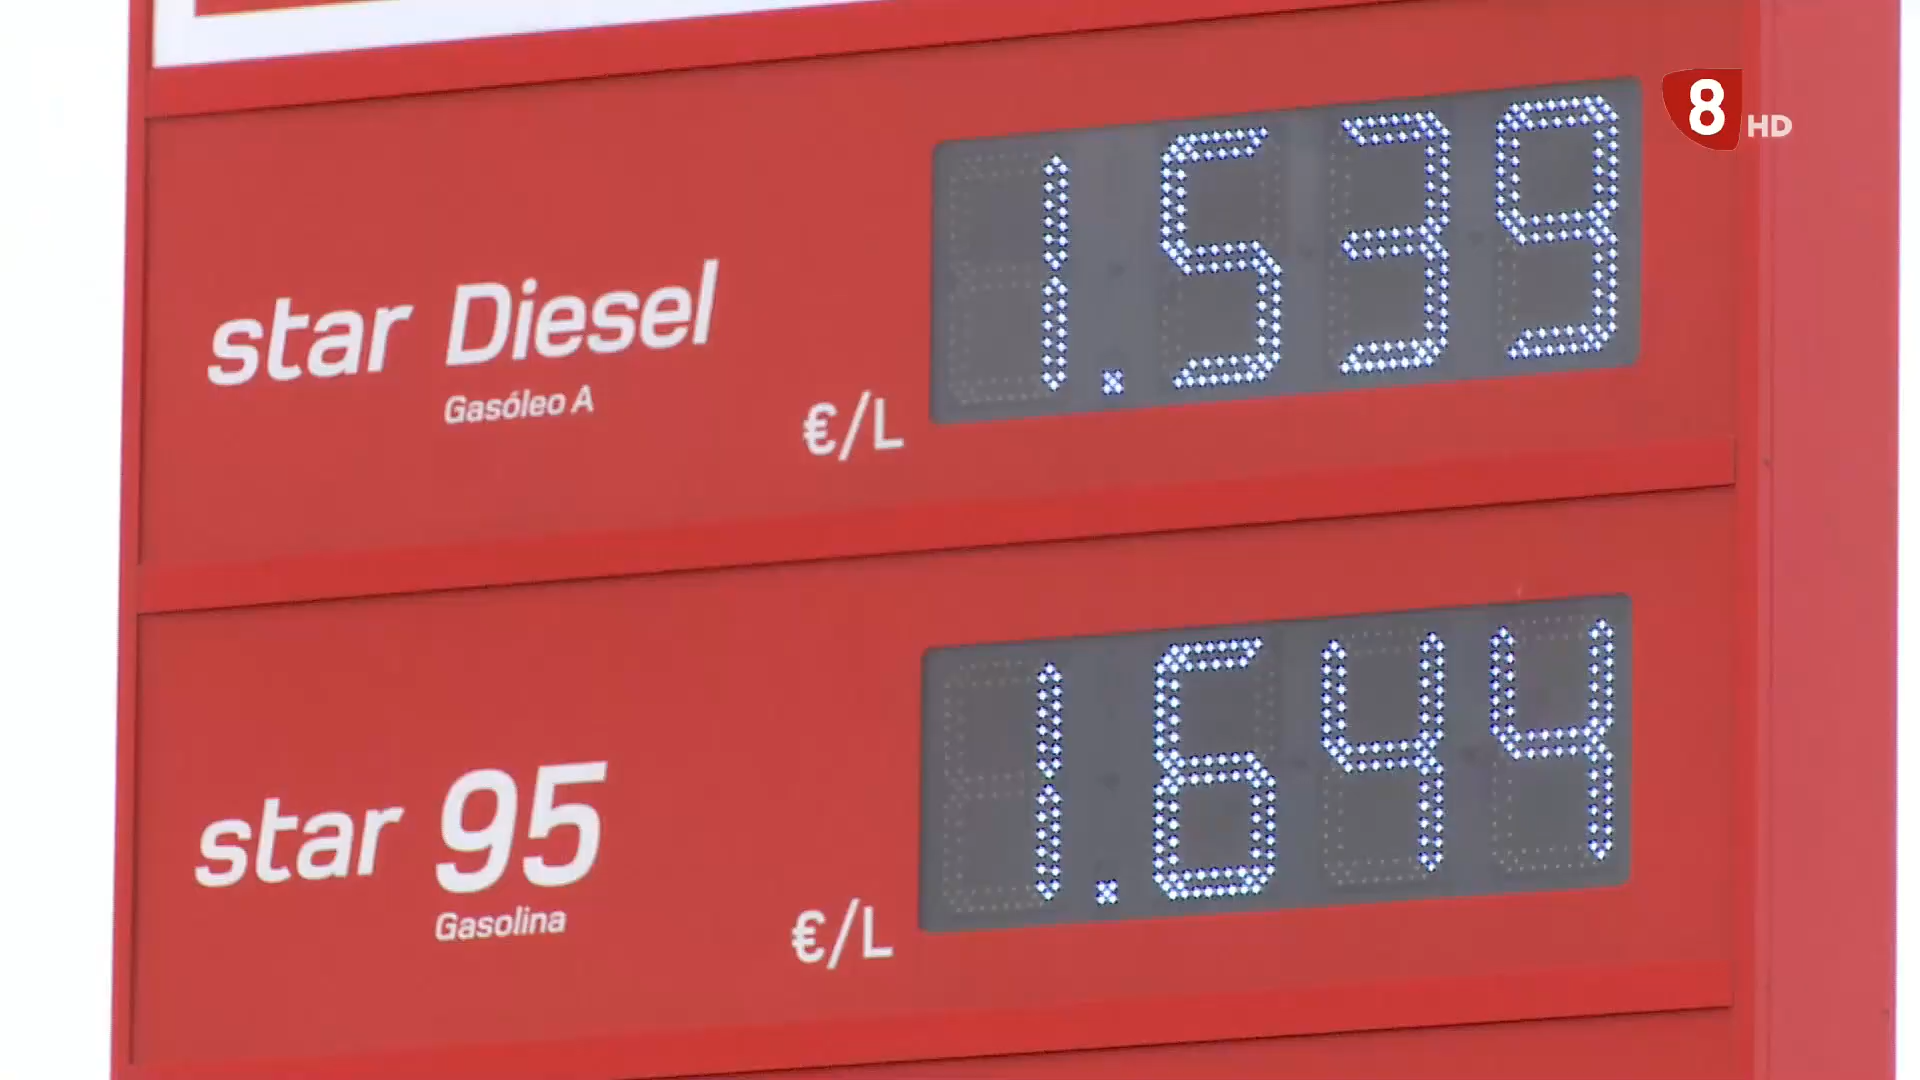 8 HD
star Diesel
Gasóleo A
€/L
1.539
star 95
Gasolina
€/L
1.644